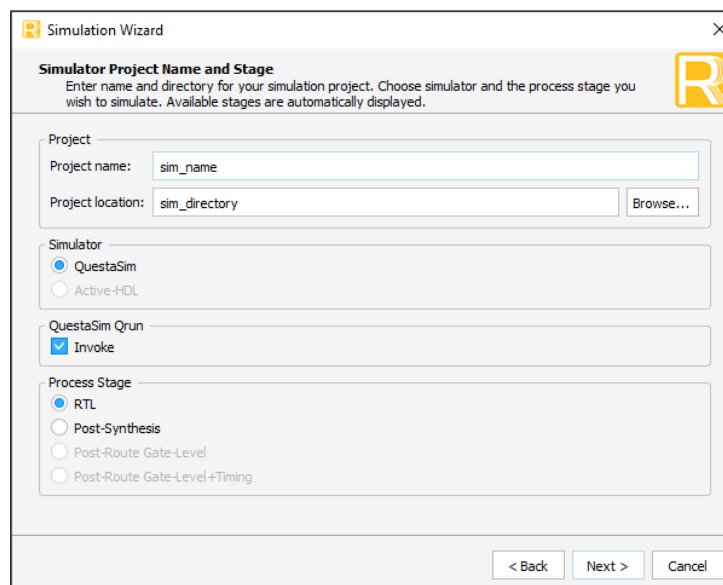 Simulation Wizard
Simulator Project Name and Stage
Enter name and directory for your simulation project. Choose simulator and the process stage you
wish to simulate. Available stages are automatically displayed.
Project
Project name: sim_name
Project location: sim_directory Browse...
Simulator
QuestaSim
Active-HDL
QuestaSim Qrun
Invoke
Process Stage
RTL
Post-Synthesis
Post-Route Gate-Level
Post-Route Gate-Level+Timing
< Back Next > Cancel